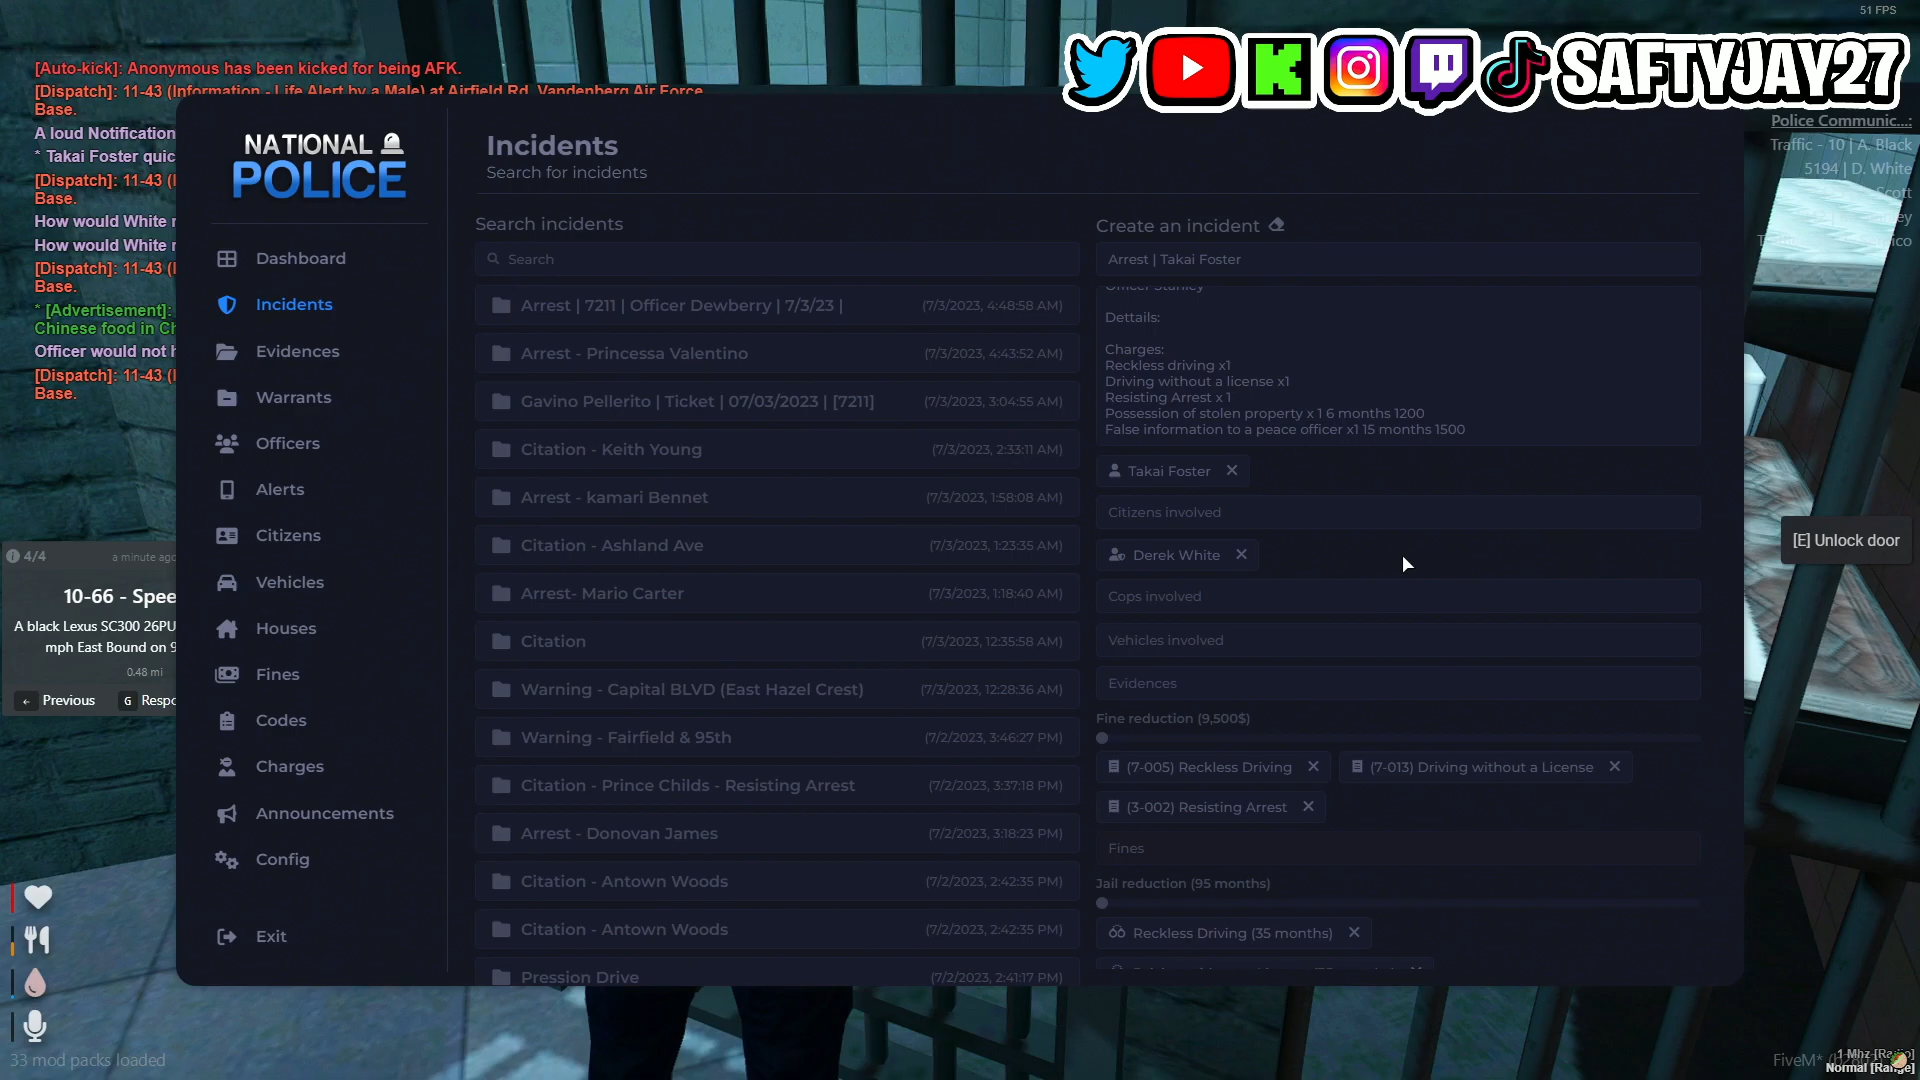 51 FPS
SAFTYJAY27
[Auto-kick]: Anonymous has been kicked for being AFK.
[Dispatch]: 11-43 (Information - Life Alert by a Male) at Airfield Rd, Vandenberg Air Force
Base.
A loud Notification
* Takai Foster quic
[Dispatch]: 11-43 (I
Base.
How would White r
How would White r
[Dispatch]: 11-43 (I
Base.
* [Advertisement]:
Chinese food in Ch
Officer would not h
[Dispatch]: 11-43 (I
Base.
4/4
a minute ago
10-66 - Spee
A black Lexus SC300 26PU
mph East Bound on 9
0.48 mi
← Previous
G Respo
33 mod packs loaded
NATIONAL
POLICE
Dashboard
Incidents
Evidences
Warrants
Officers
Alerts
Citizens
Vehicles
Houses
Fines
Codes
Charges
Announcements
Config
Exit
Incidents
Search for incidents
Search incidents
Search
Arrest | 7211 | Officer Dewberry | 7/3/23 | (7/3/2023, 4:48:58 AM)
Arrest - Princessa Valentino (7/3/2023, 4:43:52 AM)
Gavino Pellerito | Ticket | 07/03/2023 | [7211] (7/3/2023, 3:04:55 AM)
Citation - Keith Young (7/3/2023, 2:33:11 AM)
Arrest - kamari Bennet (7/3/2023, 1:58:08 AM)
Citation - Ashland Ave (7/3/2023, 1:23:35 AM)
Arrest- Mario Carter (7/3/2023, 1:18:40 AM)
Citation (7/3/2023, 12:35:58 AM)
Warning - Capital BLVD (East Hazel Crest) (7/3/2023, 12:28:36 AM)
Warning - Fairfield & 95th (7/2/2023, 3:46:27 PM)
Citation - Prince Childs - Resisting Arrest (7/2/2023, 3:37:18 PM)
Arrest - Donovan James (7/2/2023, 3:18:23 PM)
Citation - Antown Woods (7/2/2023, 2:42:35 PM)
Citation - Antown Woods (7/2/2023, 2:42:35 PM)
Pression Drive (7/2/2023, 2:41:17 PM)
Create an incident
Arrest | Takai Foster
Officer Stanley
Dettails:
Charges:
Reckless driving x1
Driving without a license x1
Resisting Arrest x 1
Possession of stolen property x 1 6 months 1200
False information to a peace officer x1 15 months 1500
Takai Foster
Citizens involved
Derek White
Cops involved
Vehicles involved
Evidences
Fine reduction (9,500$)
(7-005) Reckless Driving
(7-013) Driving without a License
(3-002) Resisting Arrest
Fines
Jail reduction (95 months)
Reckless Driving (35 months)
Police Communic...:
Traffic - 10 | A. Black
5194 | D. White
Scott
[E] Unlock door
FiveM*
1 Mhz [Radio]
Normal [Range]